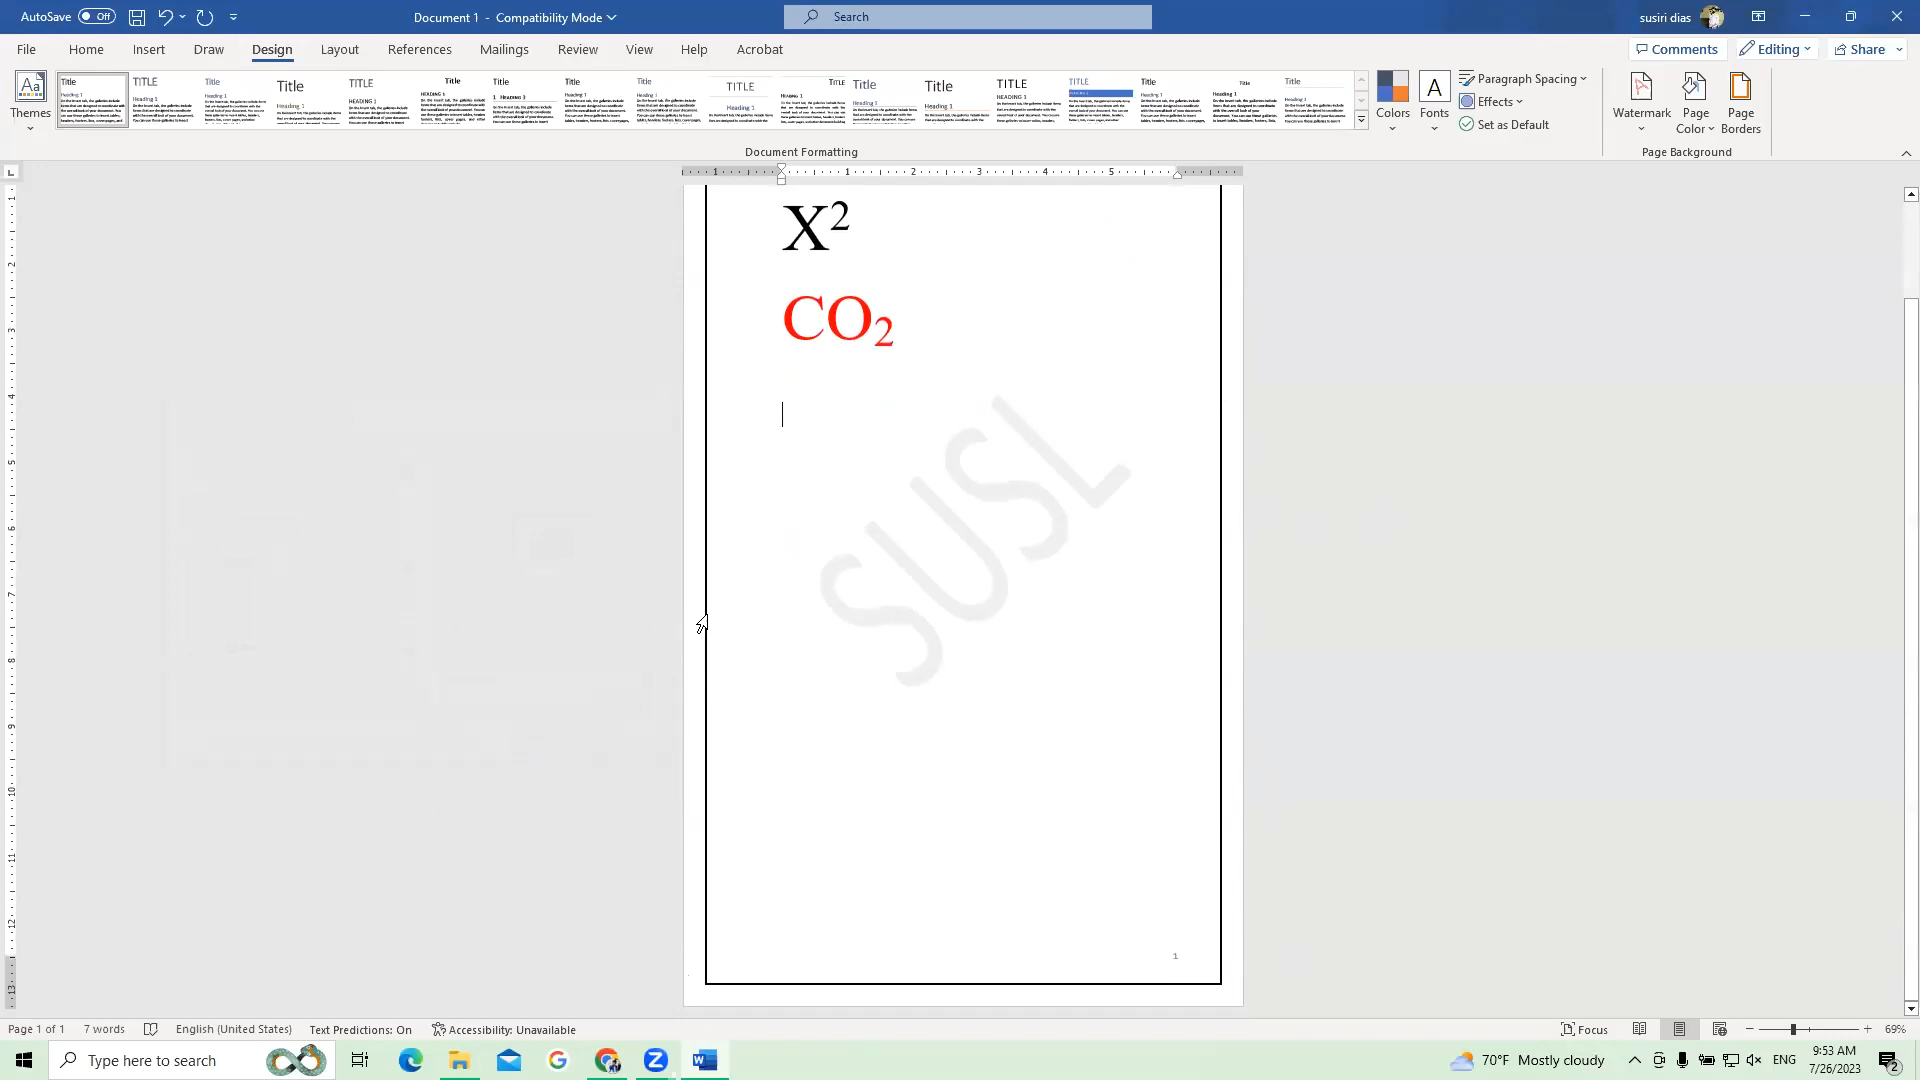 AutoSave Off Document 1 - Compatibility Mode Search susiri dias
File Home Insert Draw Design Layout References Mailings Review View Help Acrobat Comments Editing Share
Themes
Colors
Fonts
Paragraph Spacing
Effects
Set as Default
Watermark
Page
Color
Page
Borders
Document Formatting
Page Background
X²
CO₂
SUSL
1
Page 1 of 1 7 words English (United States) Text Predictions: On Accessibility: Unavailable Focus 69%
Type here to search 70°F Mostly cloudy ENG 9:53 AM
7/26/2023 2